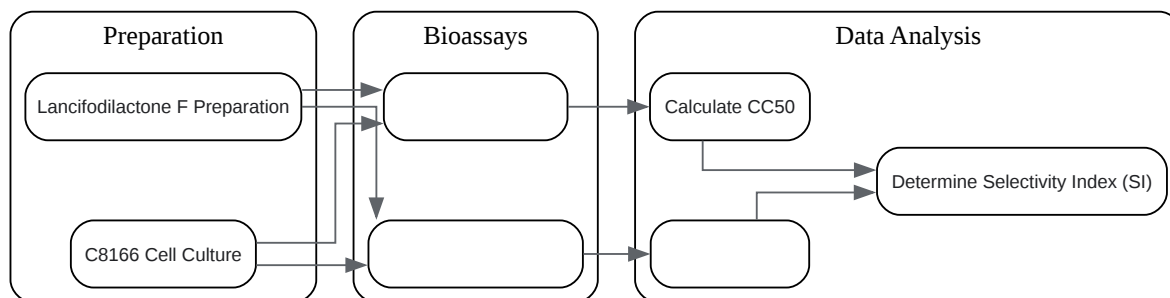 Preparation
Bioassays
Data Analysis
Lancifodilactone F Preparation
Calculate CC50
Determine Selectivity Index (SI)
C8166 Cell Culture